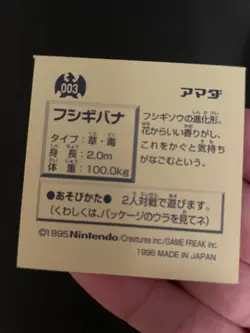 003
アマダ
フシギバナ
タイプ：草・毒
身長：2.0m
体重：100.0kg
フシギソウの進化形。
花からいい香りがし、
これをかぐと気持ち
がなごむという。
●あそびかた● 2人対戦で遊びます。
(くわしくは、パッケージのウラを見てネ)
©1995 Nintendo/Creatures inc./GAME FREAK inc.
1996 MADE IN JAPAN